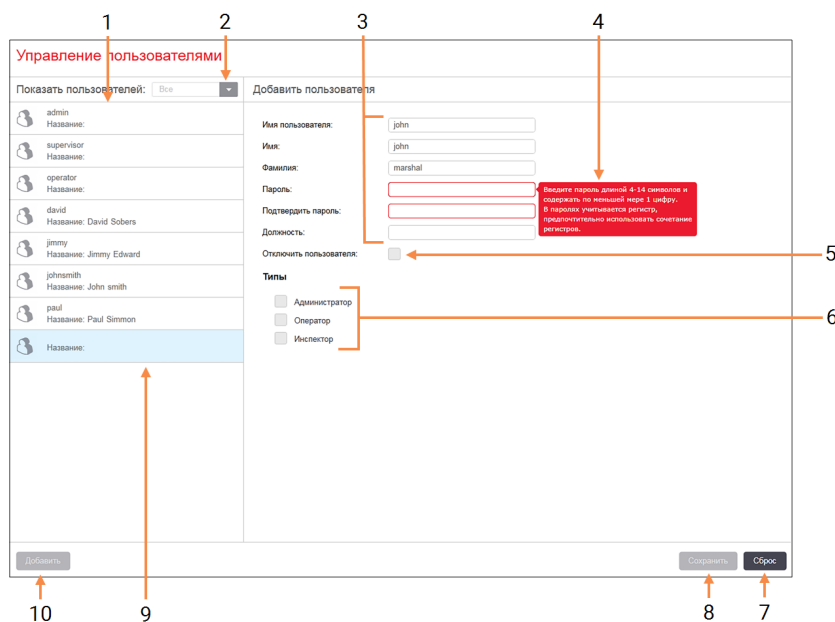 1 2 3 4
Управление пользователями
Показать пользователей: Все
Добавить пользователя
admin
Название:
supervisor
Название:
operator
Название:
david
Название: David Sobers
jimmy
Название: Jimmy Edward
johnsmith
Название: John smith
paul
Название: Paul Simmon
Название:
Имя пользователя: john
Имя: john
Фамилия: marshal
Пароль:
Введите пароль длиной 4-14 символов и
содержать по меньшей мере 1 цифру.
В паролях учитывается регистр,
предпочтительно использовать сочетание
регистров.
Подтвердить пароль:
Должность:
Отключить пользователя:
5
Типы
Администратор
Оператор
Инспектор
6
Добавить
Сохранить
Сброс
10 9 8 7